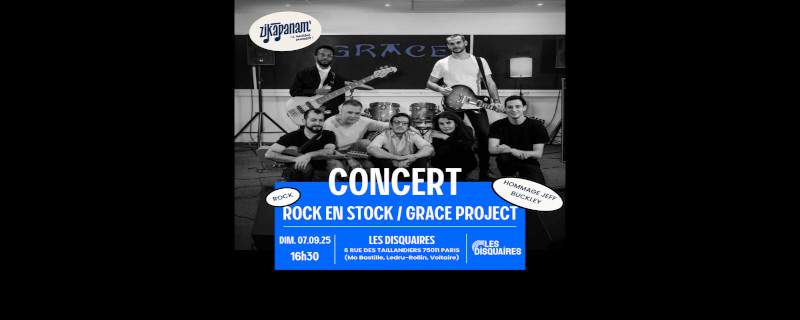 zikapanam'
GRACE
CONCERT
ROCK
HOMMAGE JEFF
BUCKLEY
ROCK EN STOCK / GRACE PROJECT
DIM. 07.09.25
16h30
LES DISQUAIRES
6 RUE DES TAILLANDIERS 75011 PARIS
(Mo Bastille, Ledru-Rollin, Voltaire)
LES
DISQUAIRES